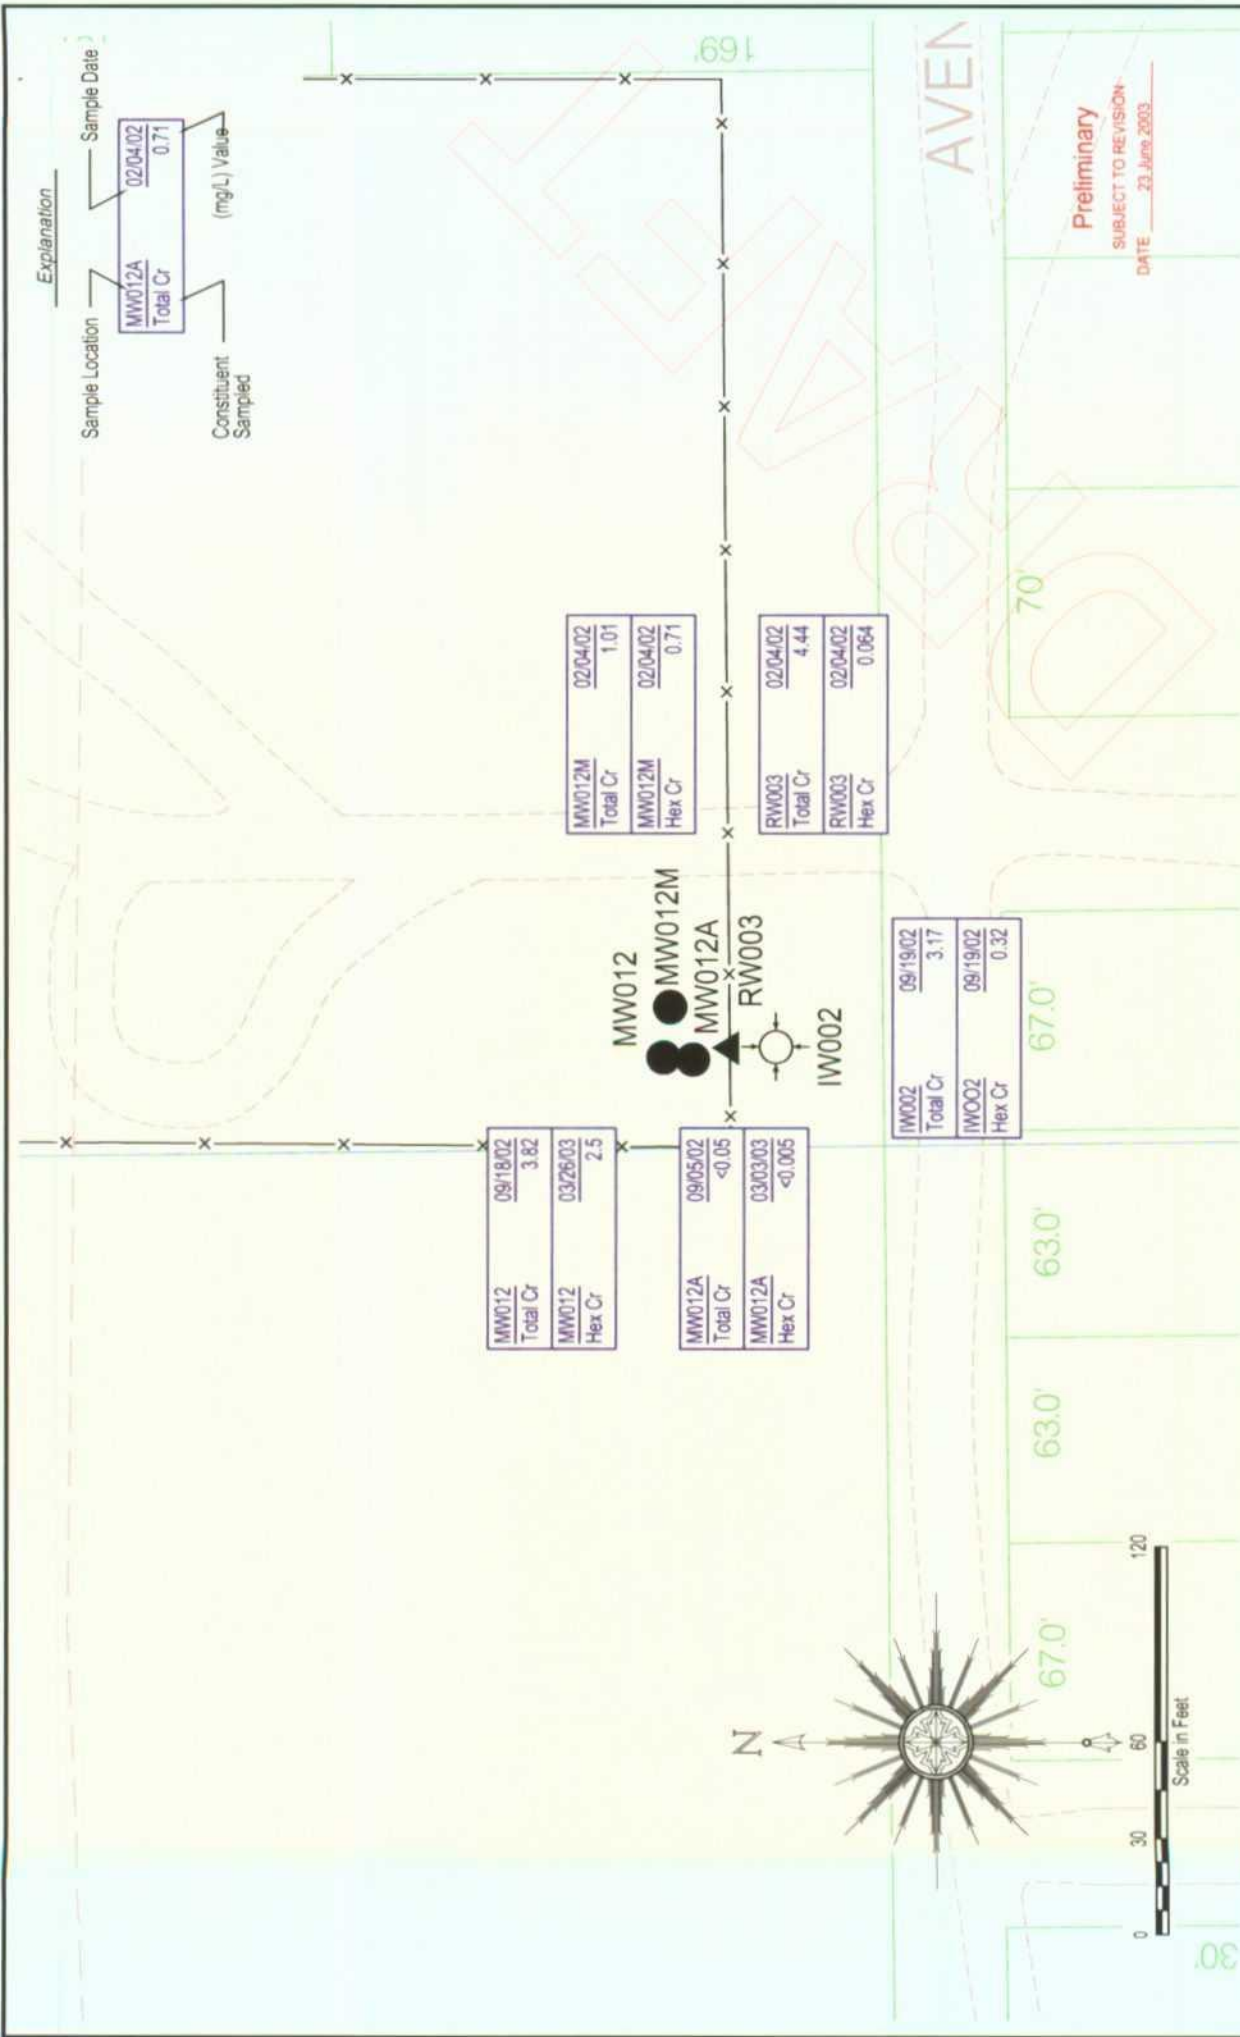 Explanation
Sample Location
Sample Date
MW012A 02/04/02
Total Cr 0.71
Constituent
Sampled
(mg/L) Value
MW012M 02/04/02
Total Cr 1.01
MW012M 02/04/02
Hex Cr 0.71
RW003 02/04/02
Total Cr 4.44
RW003 02/04/02
Hex Cr 0.064
MW012
MW012M
MW012A
RW003
IW002
MW012 09/18/02
Total Cr 3.82
MW012 03/26/03
Hex Cr 2.5
MW012A 09/05/02
Total Cr <0.05
MW012A 03/03/03
Hex Cr <0.005
IW002 09/19/02
Total Cr 3.17
IWOO2 09/19/02
Hex Cr 0.32
169'
AVEN
70'
67.0'
63.0'
63.0'
67.0'
30'
N
0 30 60 120
Scale in Feet
Preliminary
SUBJECT TO REVISION
DATE 23 June 2003
DRAFT